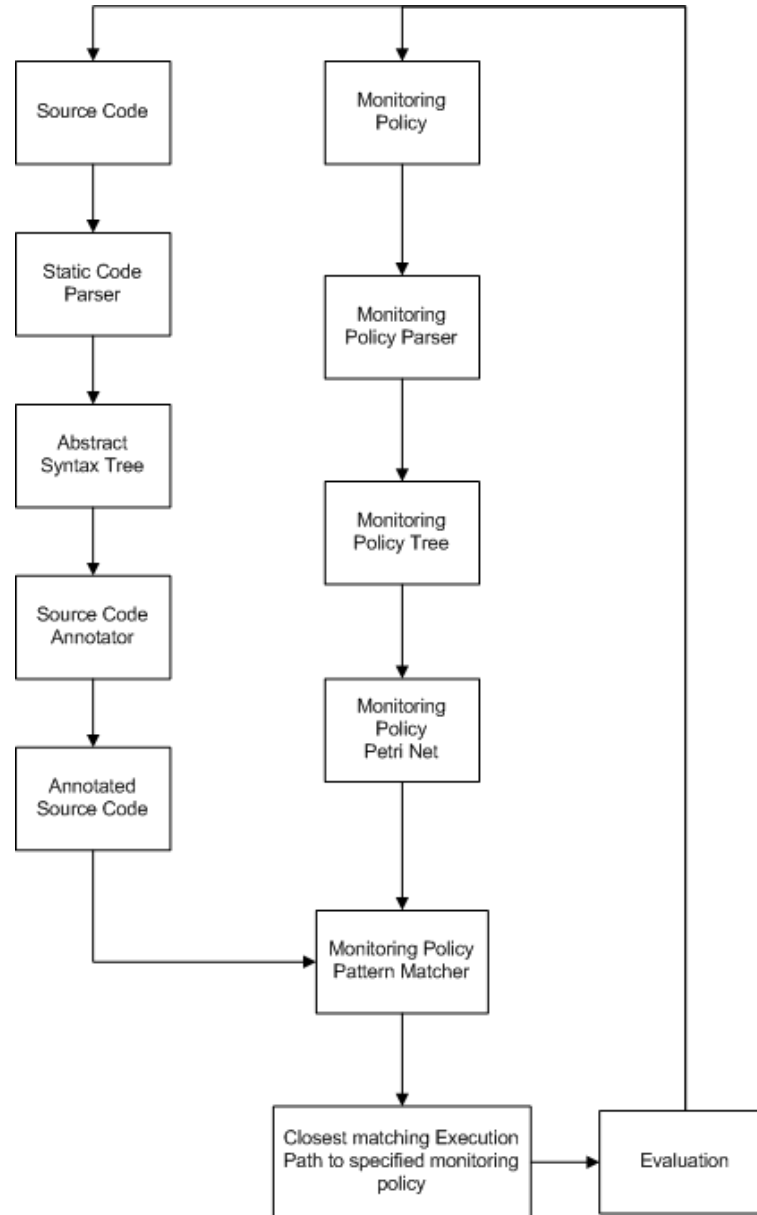 Source Code
Monitoring
Policy
Static Code
Parser
Monitoring
Policy Parser
Abstract
Syntax Tree
Monitoring
Policy Tree
Source Code
Annotator
Monitoring
Policy
Petri Net
Annotated
Source Code
Monitoring Policy
Pattern Matcher
Closest matching Execution
Path to specified monitoring
policy
Evaluation